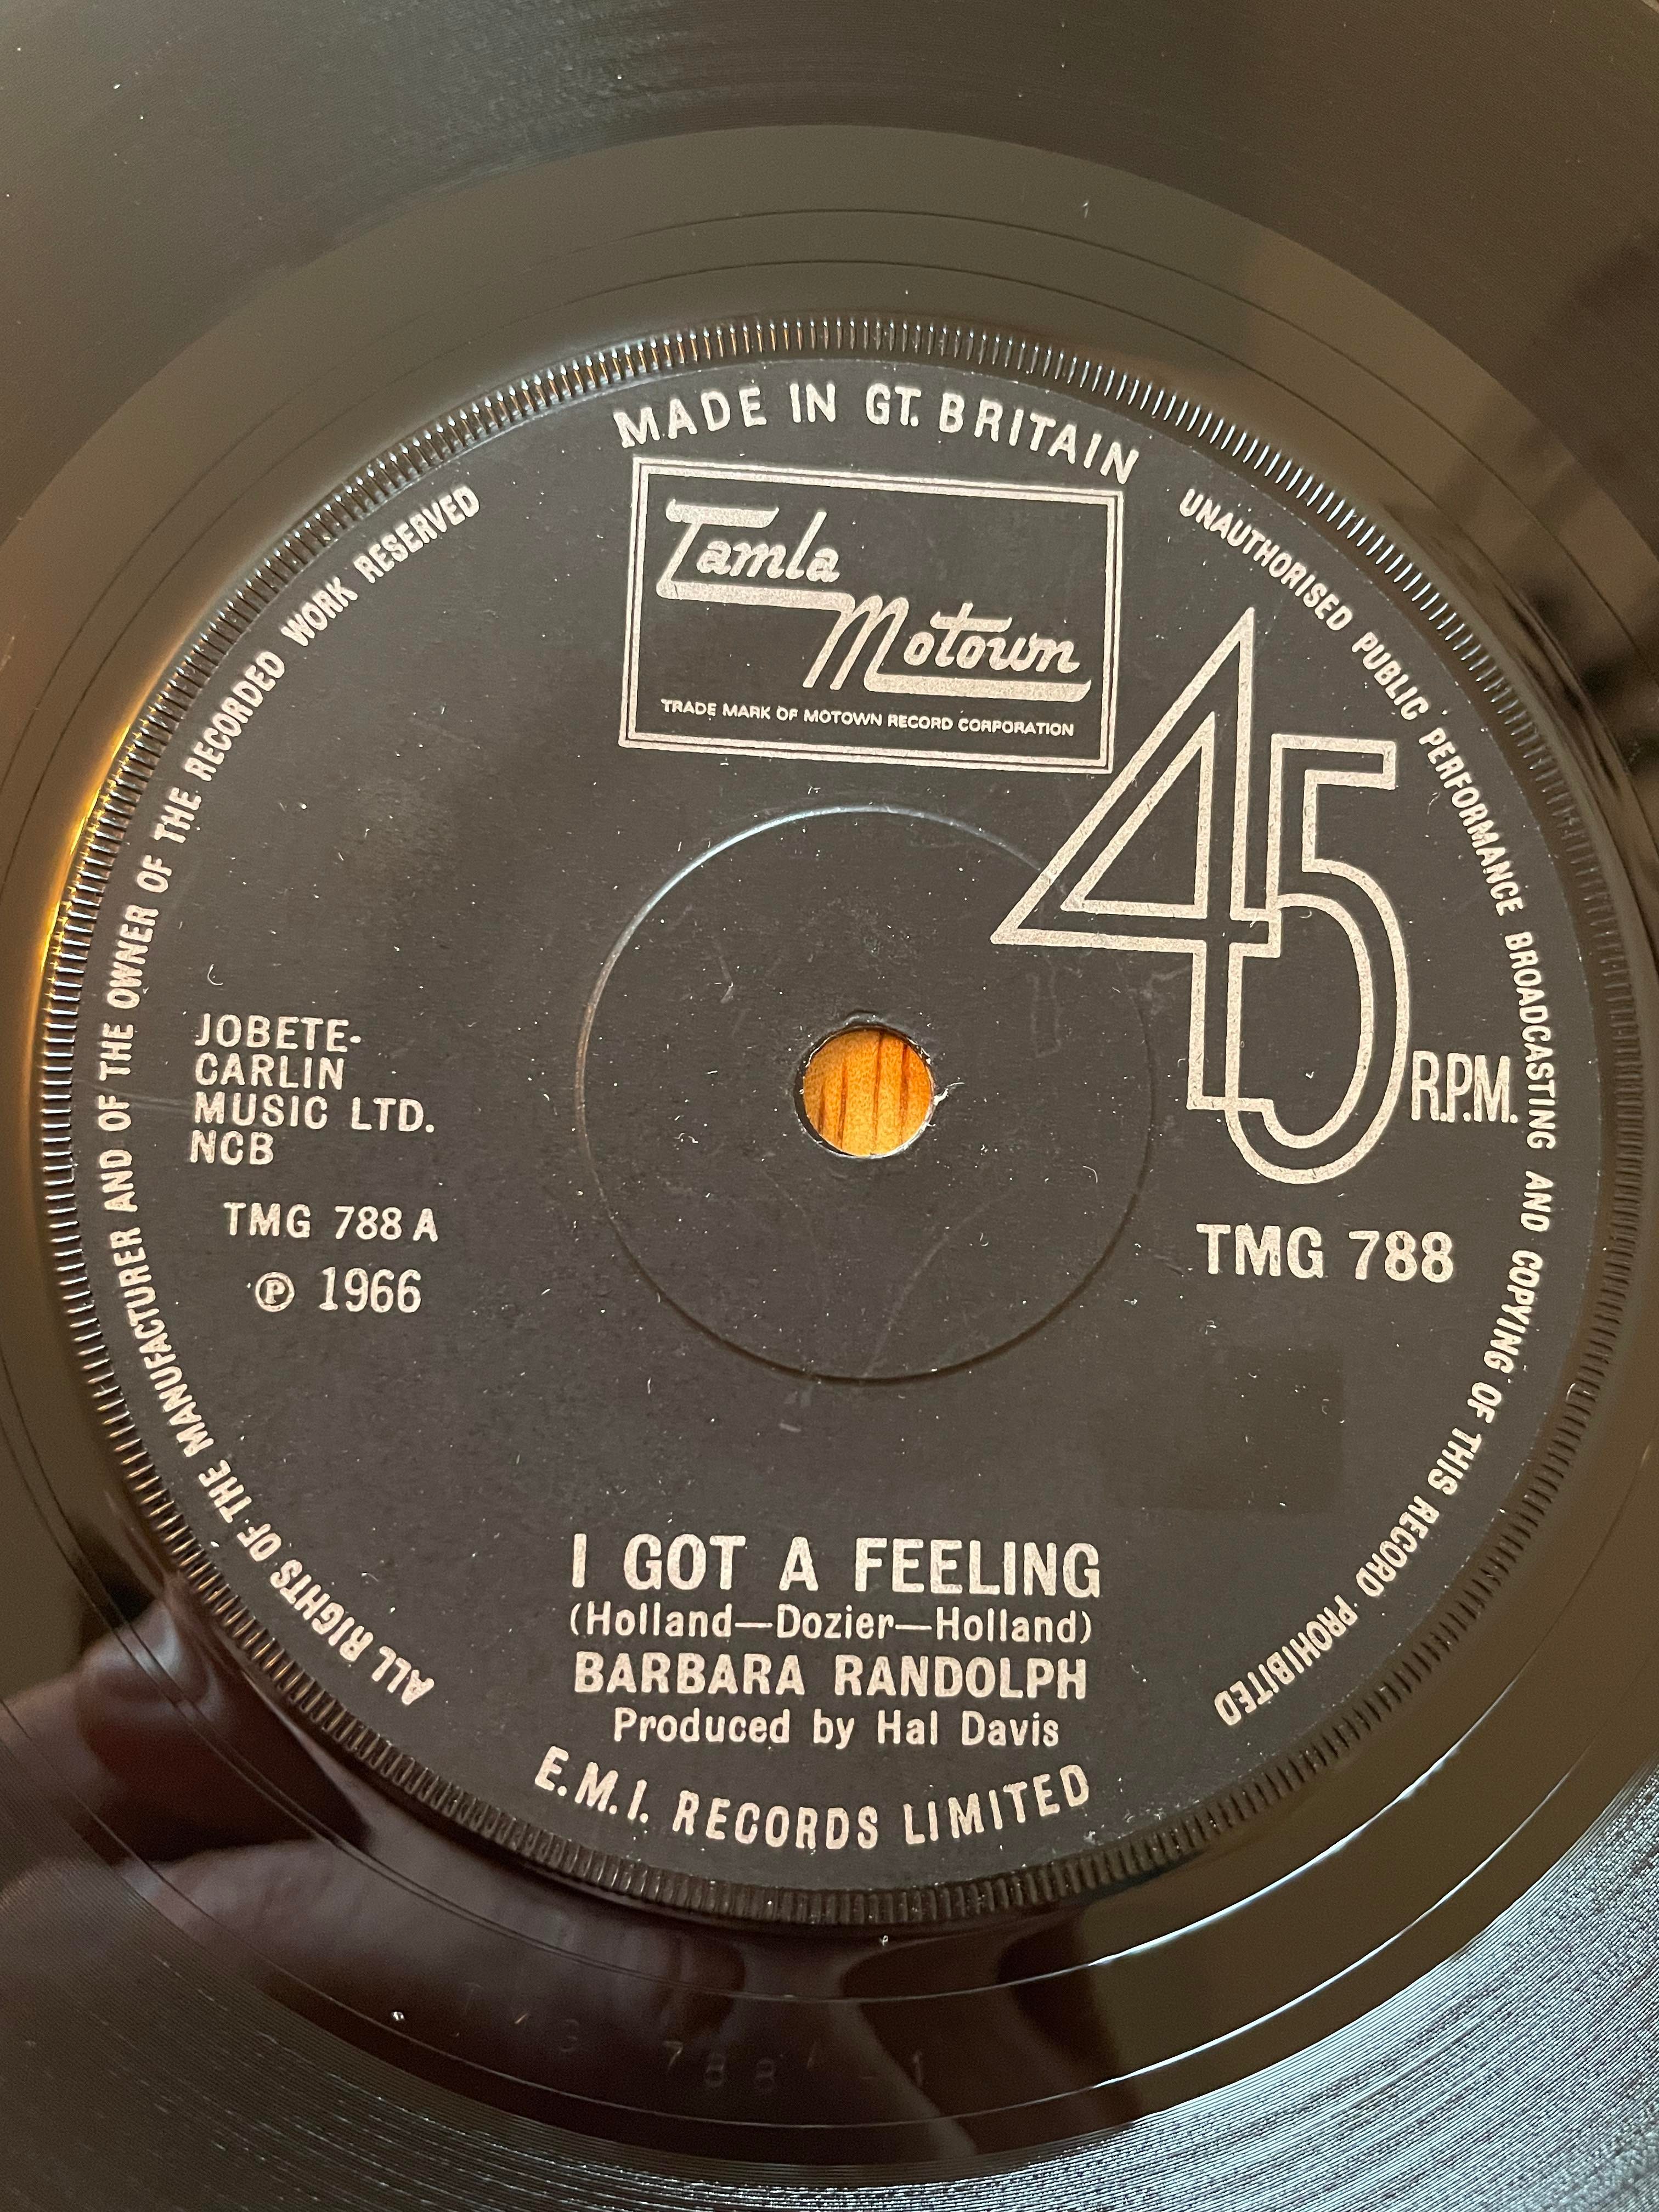 MADE IN GT. BRITAIN
Tamla
Motown
TRADE MARK OF MOTOWN RECORD CORPORATION
ALL RIGHTS OF THE MANUFACTURER AND OF THE OWNER OF THE RECORDED WORK RESERVED
UNAUTHORISED PUBLIC PERFORMANCE BROADCASTING AND COPYING OF THIS RECORD PROHIBITED
45
R.P.M.
JOBETE-
CARLIN
MUSIC LTD.
NCB
TMG 788 A
℗ 1966
TMG 788
I GOT A FEELING
(Holland—Dozier—Holland)
BARBARA RANDOLPH
Produced by Hal Davis
E.M.I. RECORDS LIMITED